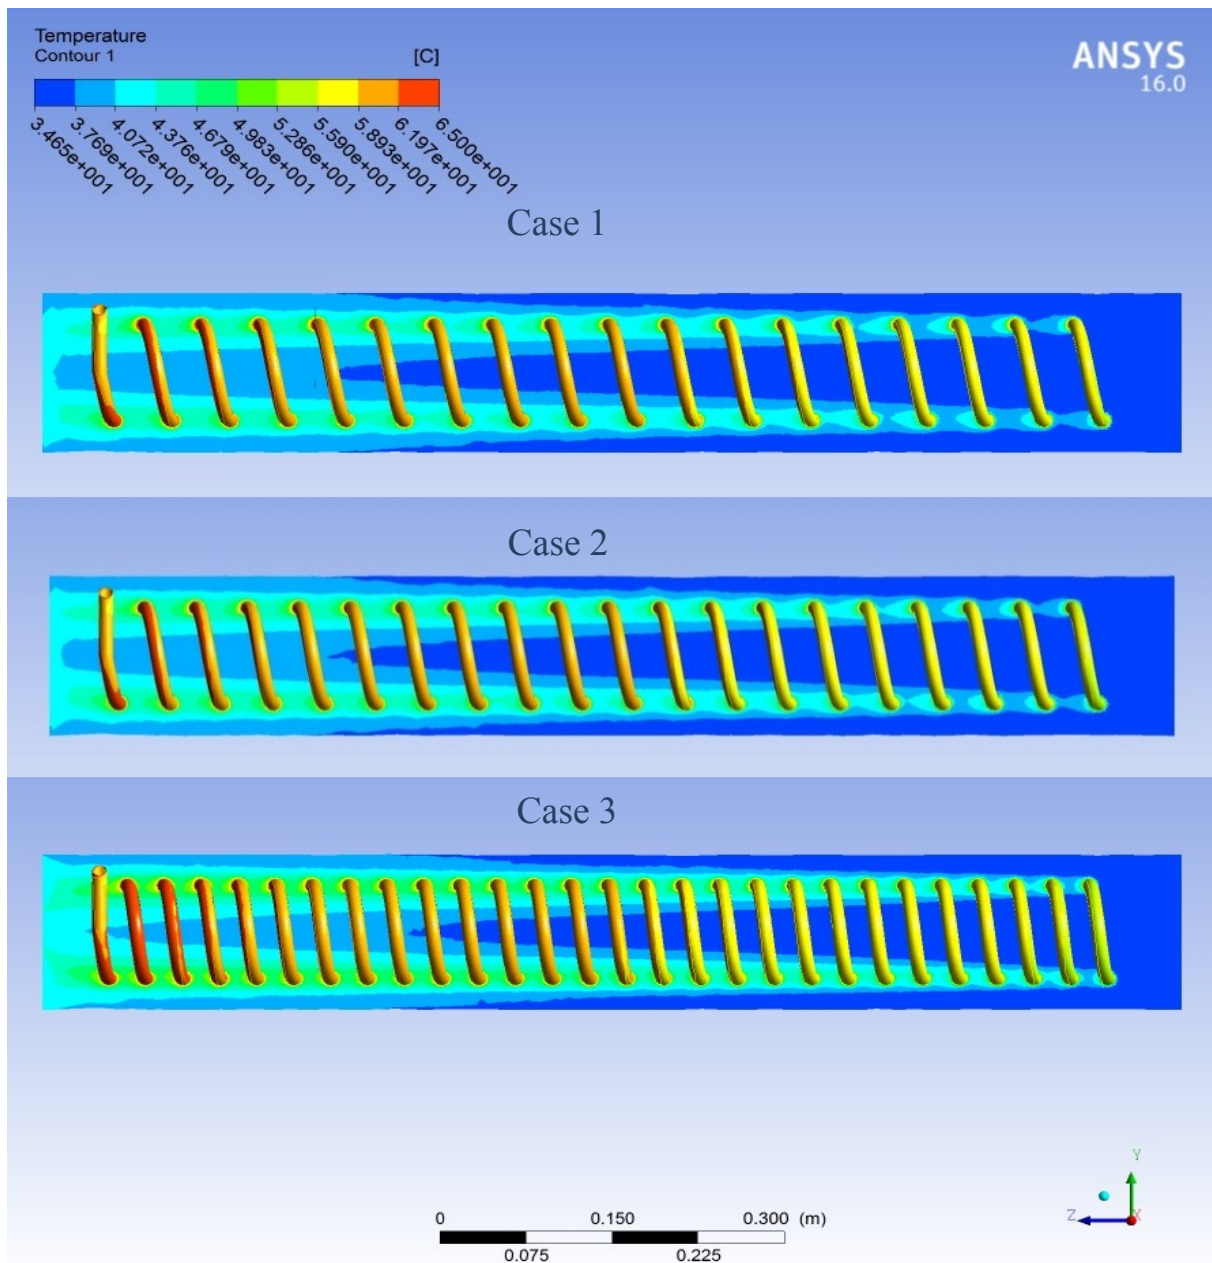 Temperature
Contour 1
[C]
ANSYS
16.0
3.465e+001
3.769e+001
4.072e+001
4.376e+001
4.679e+001
4.983e+001
5.286e+001
5.590e+001
5.893e+001
6.197e+001
6.500e+001
Case 1
Case 2
Case 3
Y
Z
X
0 0.150 0.300 (m)
0.075 0.225